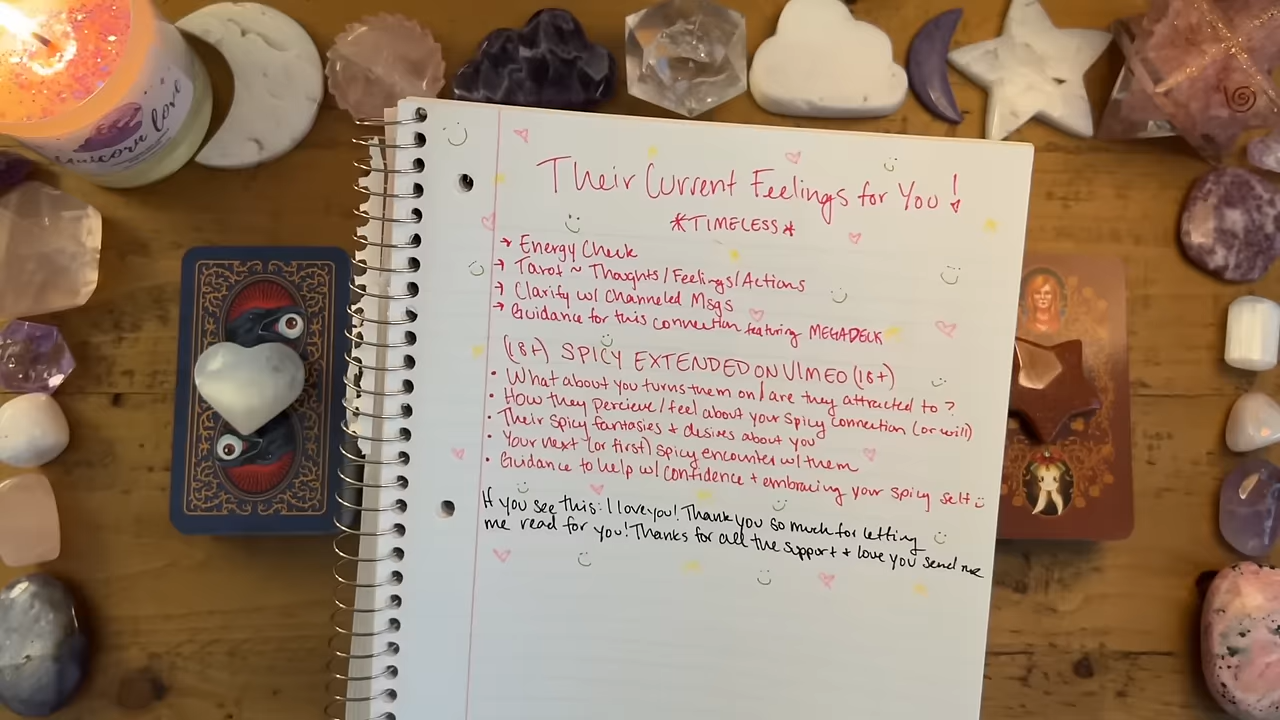 unicorn love
Their Current Feelings for You!
*TIMELESS*
→ Energy Check
→ Tarot ~ Thoughts/Feelings/Actions
→ Clarify w/ Channeled Msgs
→ Guidance for this connection featuring MEGADECK
(18+) SPICY EXTENDED ON VIMEO (18+)
• What about you turns them on/are they attracted to?
• How they percieve/feel about your spicy connection (or will)
• Their spicy fantasies + desires about you
• Your next (or first) spicy encounter w/ them
• Guidance to help w/ confidence + embracing your spicy self :)
If you see this: I love you! Thank you so much for letting
me read for you! Thanks for all the support + love you send me